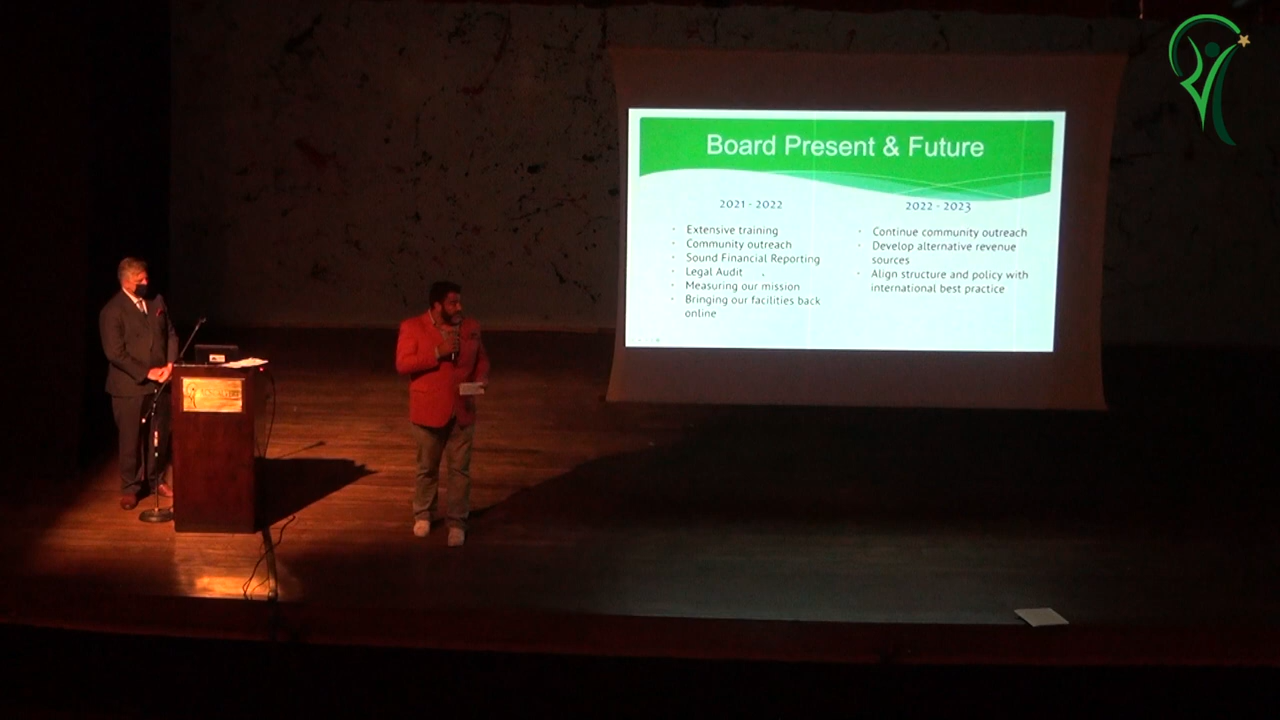 Board Present & Future
2021 - 2022
Extensive training
Community outreach
Sound Financial Reporting
Legal Audit
Measuring our mission
Bringing our facilities back
online
2022 - 2023
Continue community outreach
Develop alternative revenue
sources
Align structure and policy with
international best practice